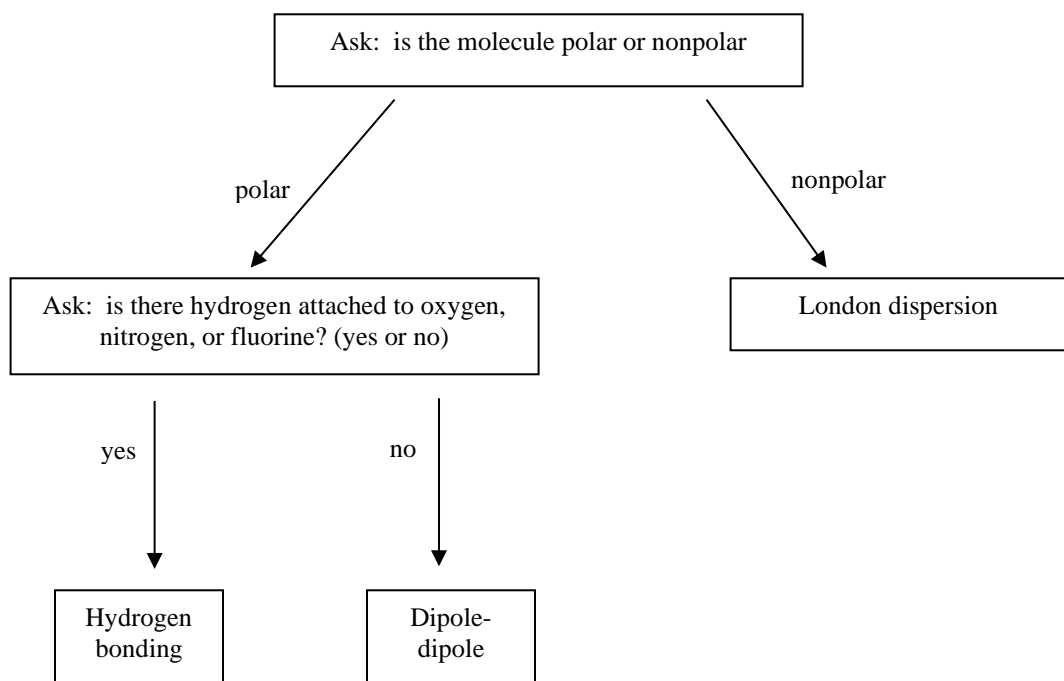 Ask: is the molecule polar or nonpolar
polar
nonpolar
Ask: is there hydrogen attached to oxygen,
nitrogen, or fluorine? (yes or no)
London dispersion
yes
no
Hydrogen
bonding
Dipole-
dipole